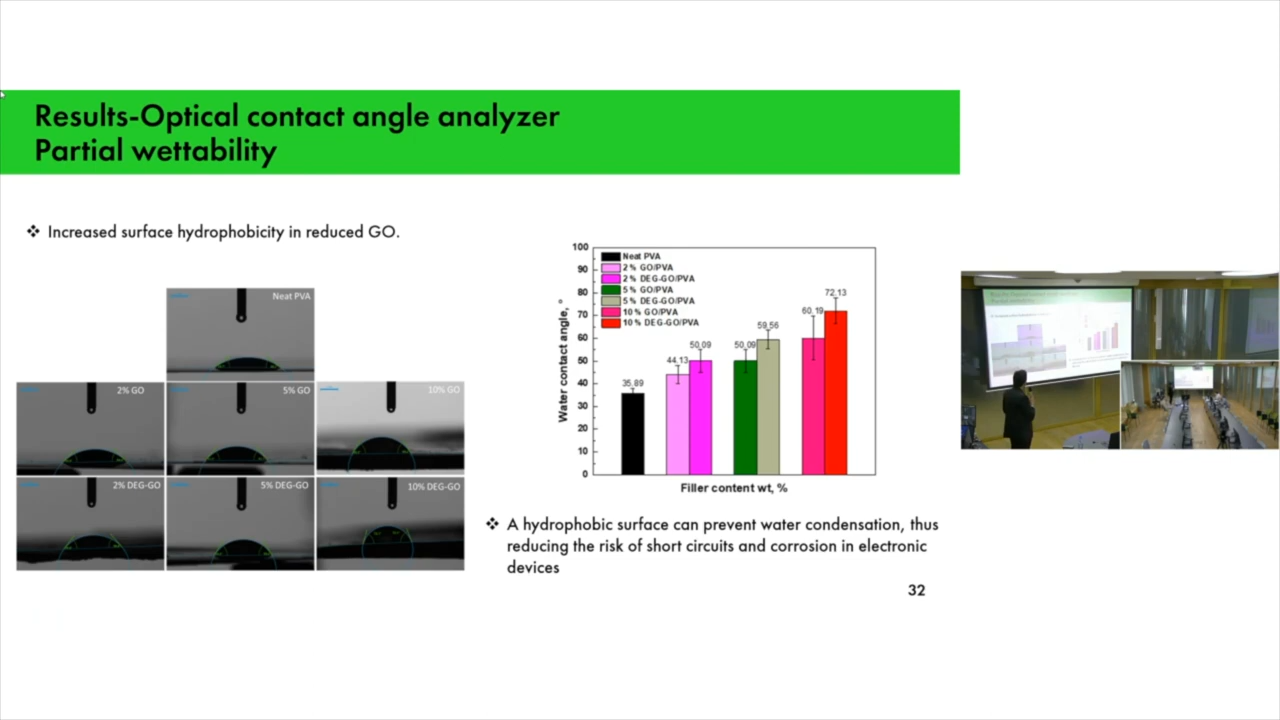 Results-Optical contact angle analyzer
Partial wettability
❖ Increased surface hydrophobicity in reduced GO.
Neat PVA
2% GO
5% GO
10% GO
2% DEG-GO
5% DEG-GO
10% DEG-GO
100
90
80
70
60
50
40
30
20
10
0
Water contact angle, °
Neat PVA
2 % GO/PVA
2 % DEG-GO/PVA
5 % GO/PVA
5 % DEG-GO/PVA
10 % GO/PVA
10 % DEG-GO/PVA
35.89
44.13
50.09
50.09
59.56
60.19
72.13
Filler content wt, %
❖ A hydrophobic surface can prevent water condensation, thus
reducing the risk of short circuits and corrosion in electronic
devices
32